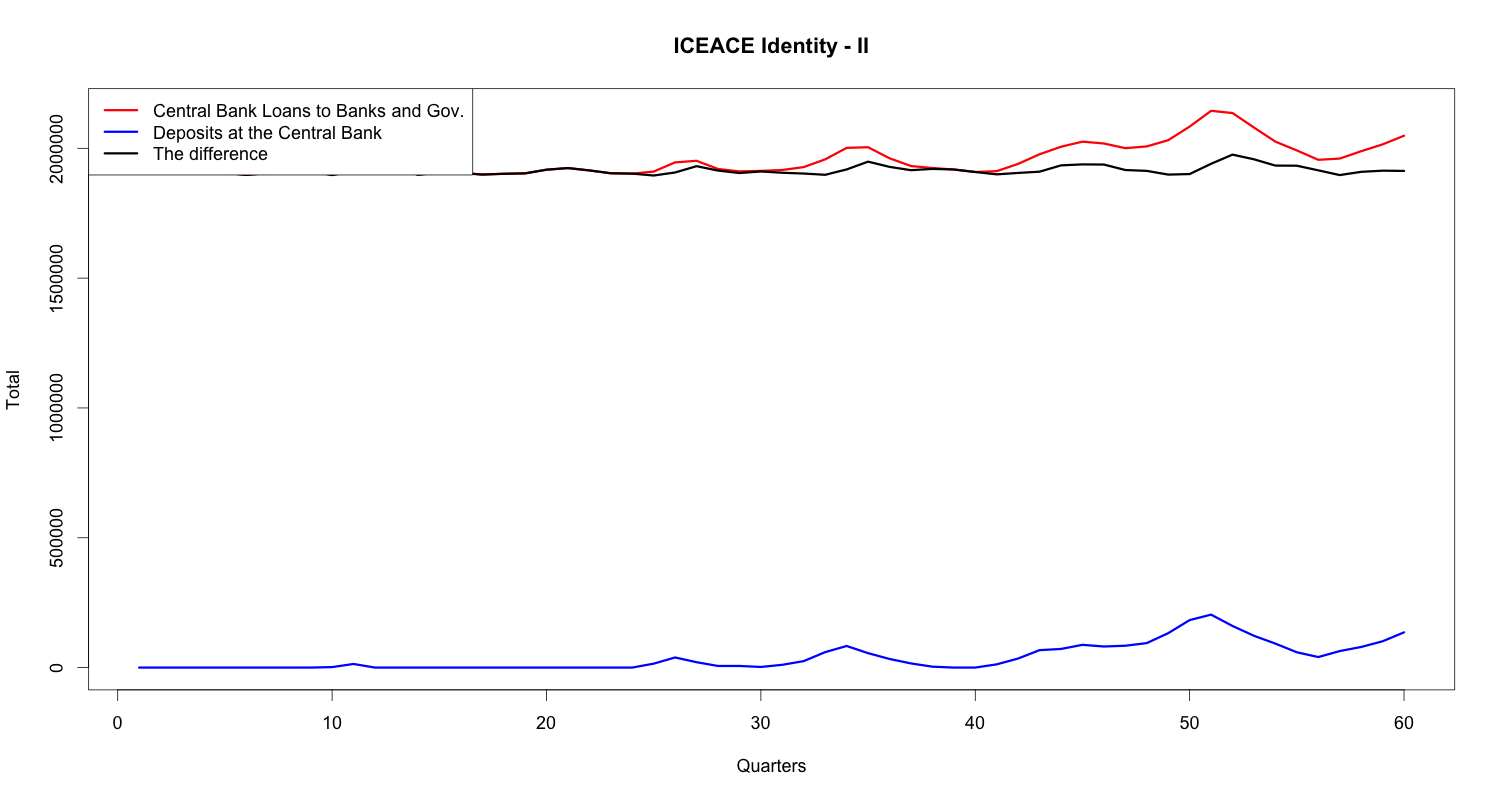 ICEACE Identity - II
Central Bank Loans to Banks and Gov.
Deposits at the Central Bank
The difference
Total
2000000
1500000
1000000
500000
0
0 10 20 30 40 50 60
Quarters